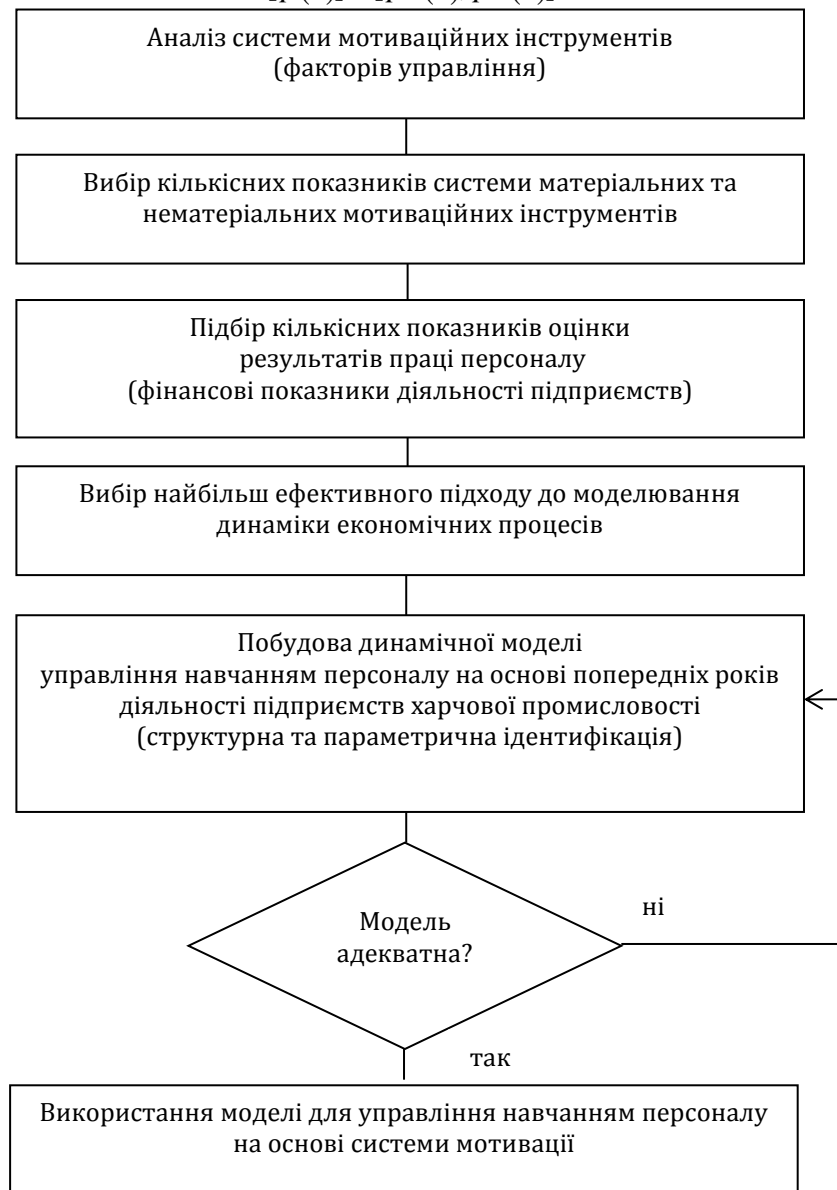 Аналіз системи мотиваційних інструментів
(факторів управління)
Вибір кількісних показників системи матеріальних та
нематеріальних мотиваційних інструментів
Підбір кількісних показників оцінки
результатів праці персоналу
(фінансові показники діяльності підприємств)
Вибір найбільш ефективного підходу до моделювання
динаміки економічних процесів
Побудова динамічної моделі
управління навчанням персоналу на основі попередніх років
діяльності підприємств харчової промисловості
(структурна та параметрична ідентифікація)
Модель
адекватна?
ні
так
Використання моделі для управління навчанням персоналу
на основі системи мотивації